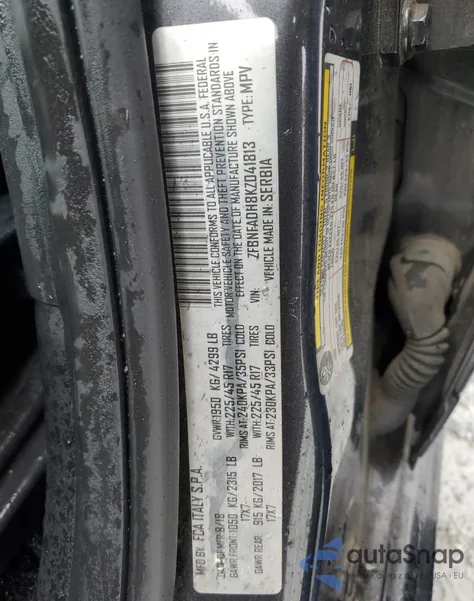 MFD BY: FCA ITALY S.P.A.
DATE OF MFR: 8/18 GVWR:1950 KG/4299 LB
GAWR FRONT:1050 KG/2315 LB WITH:225/45 R17 TIRES
17X7 RIMS AT:240KPA/35PSI COLD
GAWR REAR: 915 KG/2017 LB WITH:225/45 R17 TIRES
17X7 RIMS AT:230KPA/33PSI COLD
THIS VEHICLE CONFORMS TO ALL APPLICABLE U.S.A. FEDERAL
MOTOR VEHICLE SAFETY AND THEFT PREVENTION STANDARDS IN
EFFECT ON THE DATE OF MANUFACTURE SHOWN ABOVE
VIN: ZFBNFADH8KZ041813 TYPE: MPV
VEHICLE MADE IN: SERBIA
autoSnap